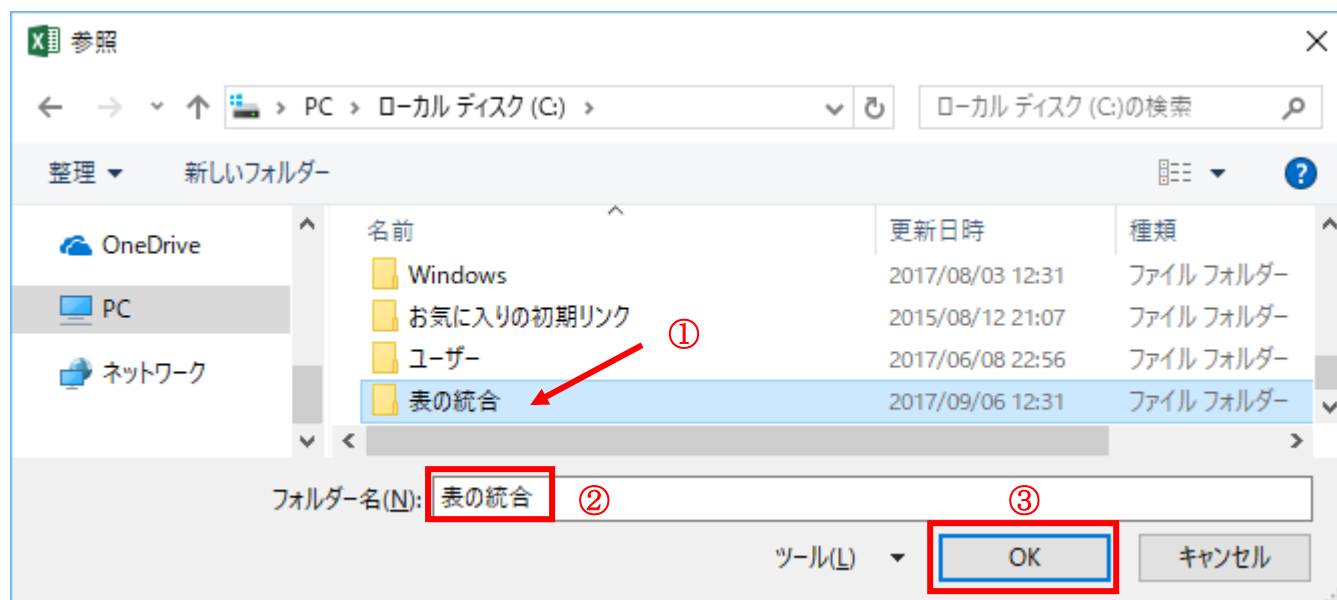 参照
PC > ローカル ディスク (C:) > ローカル ディスク (C:)の検索
整理 新しいフォルダー
名前 更新日時 種類
OneDrive
Windows 2017/08/03 12:31 ファイル フォルダー
PC
お気に入りの初期リンク 2015/08/12 21:07 ファイル フォルダー
①
ユーザー 2017/06/08 22:56 ファイル フォルダー
ネットワーク
表の統合 2017/09/06 12:31 ファイル フォルダー
フォルダー名(N): 表の統合 ② ③
ツール(L) OK キャンセル